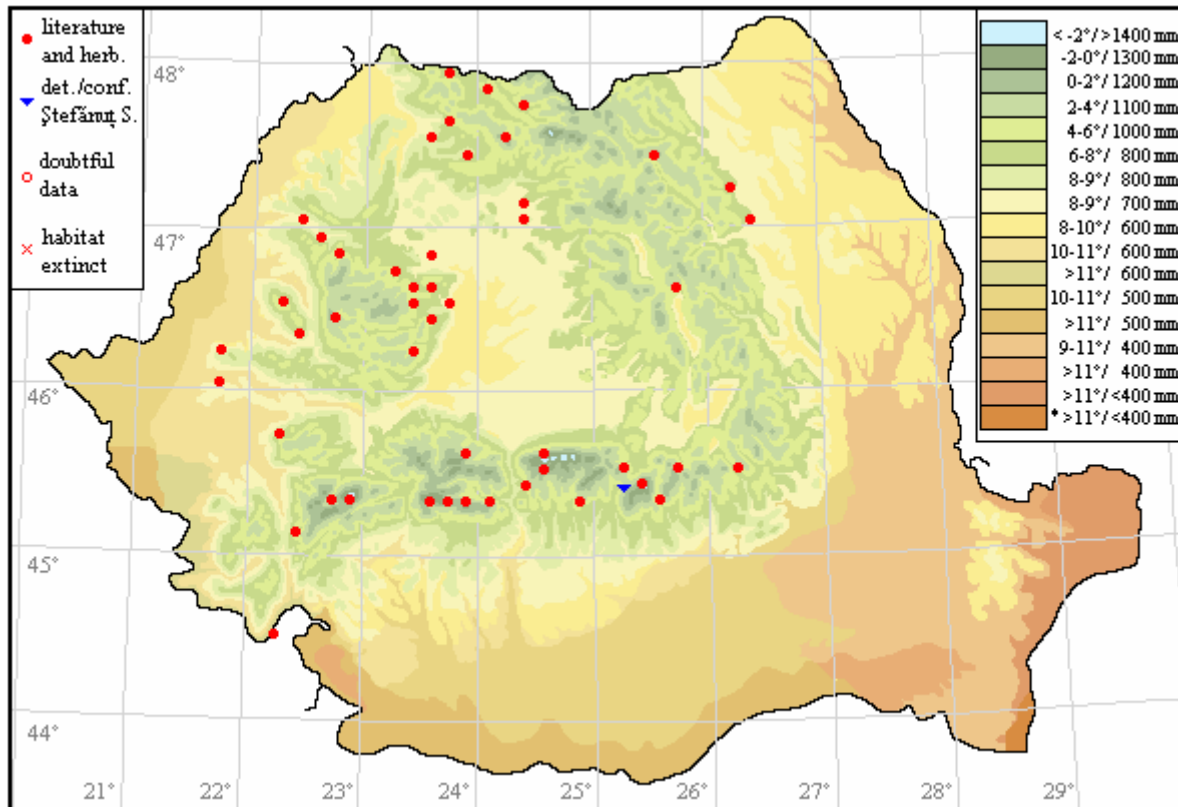 literature
and herb.
det./conf.
Ştefănuţ S.
doubtful
data
habitat
extinct
< -2°/>1400 mm
-2-0°/ 1300 mm
0-2°/ 1200 mm
2-4°/ 1100 mm
4-6°/ 1000 mm
6-8°/ 800 mm
8-9°/ 800 mm
8-9°/ 700 mm
8-10°/ 600 mm
10-11°/ 600 mm
>11°/ 600 mm
10-11°/ 500 mm
>11°/ 500 mm
9-11°/ 400 mm
>11°/ 400 mm
>11°/<400 mm
* >11°/<400 mm
48°
47°
46°
45°
44°
21° 22° 23° 24° 25° 26° 27° 28° 29°